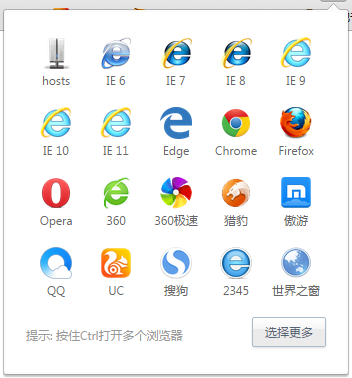 hosts IE 6 IE 7 IE 8 IE 9
IE 10 IE 11 Edge Chrome Firefox
Opera 360 360极速 猎豹 傲游
QQ UC 搜狗 2345 世界之窗
提示: 按住Ctrl打开多个浏览器 选择更多